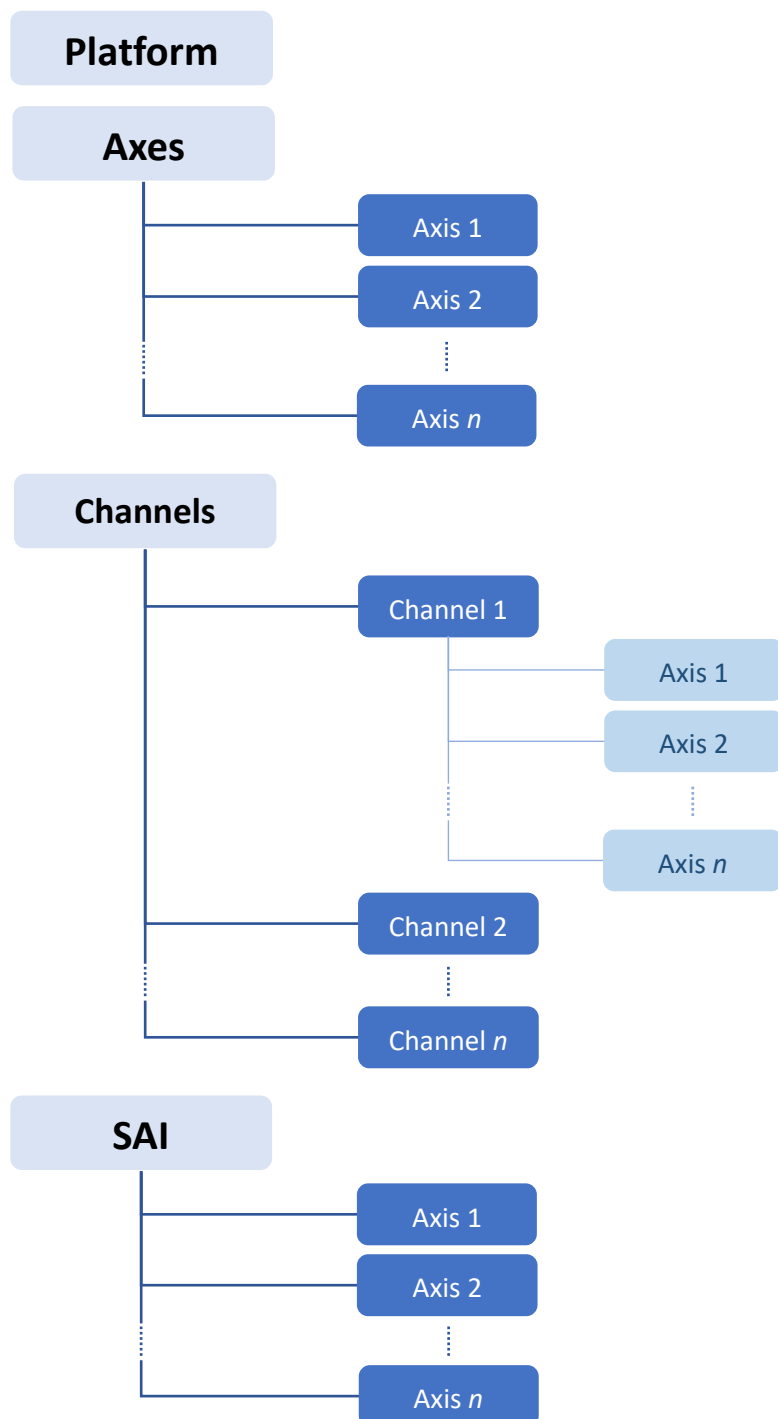 Platform
Axes
Axis 1
Axis 2
Axis n
Channels
Channel 1
Axis 1
Axis 2
Axis n
Channel 2
Channel n
SAI
Axis 1
Axis 2
Axis n